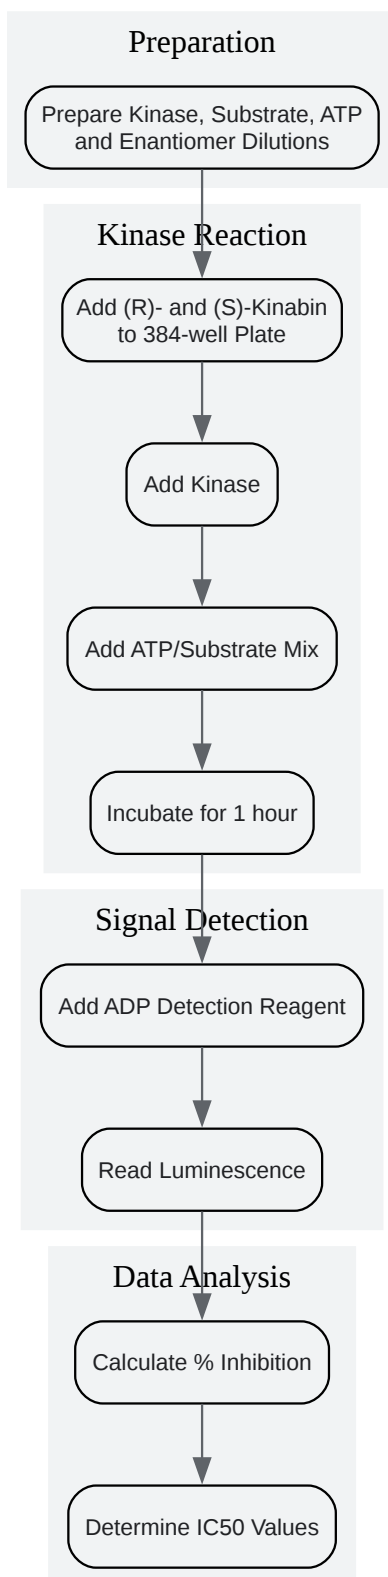 Preparation
Prepare Kinase, Substrate, ATP
and Enantiomer Dilutions
Kinase Reaction
Add (R)- and (S)-Kinabin
to 384-well Plate
Add Kinase
Add ATP/Substrate Mix
Incubate for 1 hour
Signal Detection
Add ADP Detection Reagent
Read Luminescence
Data Analysis
Calculate % Inhibition
Determine IC50 Values